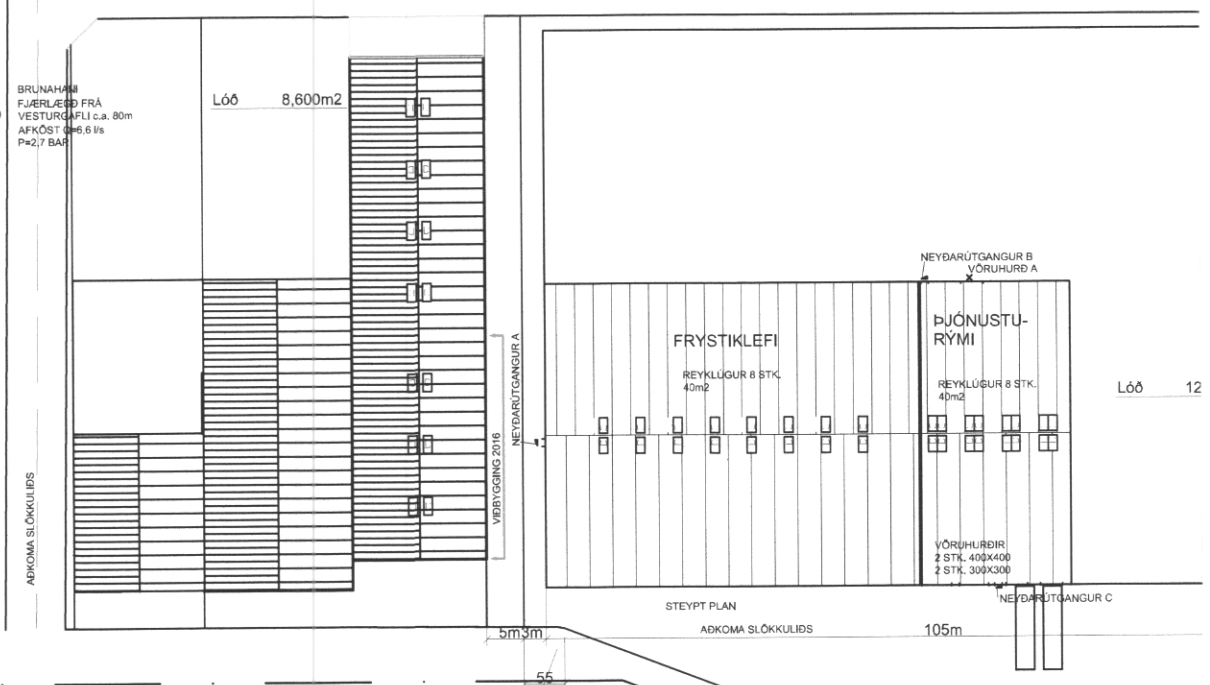 BRUNAHANI
FJÆRLÆGÐ FRÁ
VESTURGAFLI c.a. 80m
AFKÖST Q=6,6 l/s
P=2,7 BAR
Lóð 8,600m2
AÐKOMA SLÖKKULIÐS
VIÐBYGGING 2016
NEYÐARÚTGANGUR A
NEYÐARÚTGANGUR B
VÖRUHURÐ A
FRYSTIKLEFI
REYKLÚGUR 8 STK.
40m2
ÞJÓNUSTU-
RÝMI
REYKLÚGUR 8 STK.
40m2
Lóð 12
VÖRUHURÐIR
2 STK. 400X400
2 STK. 300X300
NEYÐARÚTGANGUR C
STEYPT PLAN
AÐKOMA SLÖKKULIÐS
5m3m
105m
55